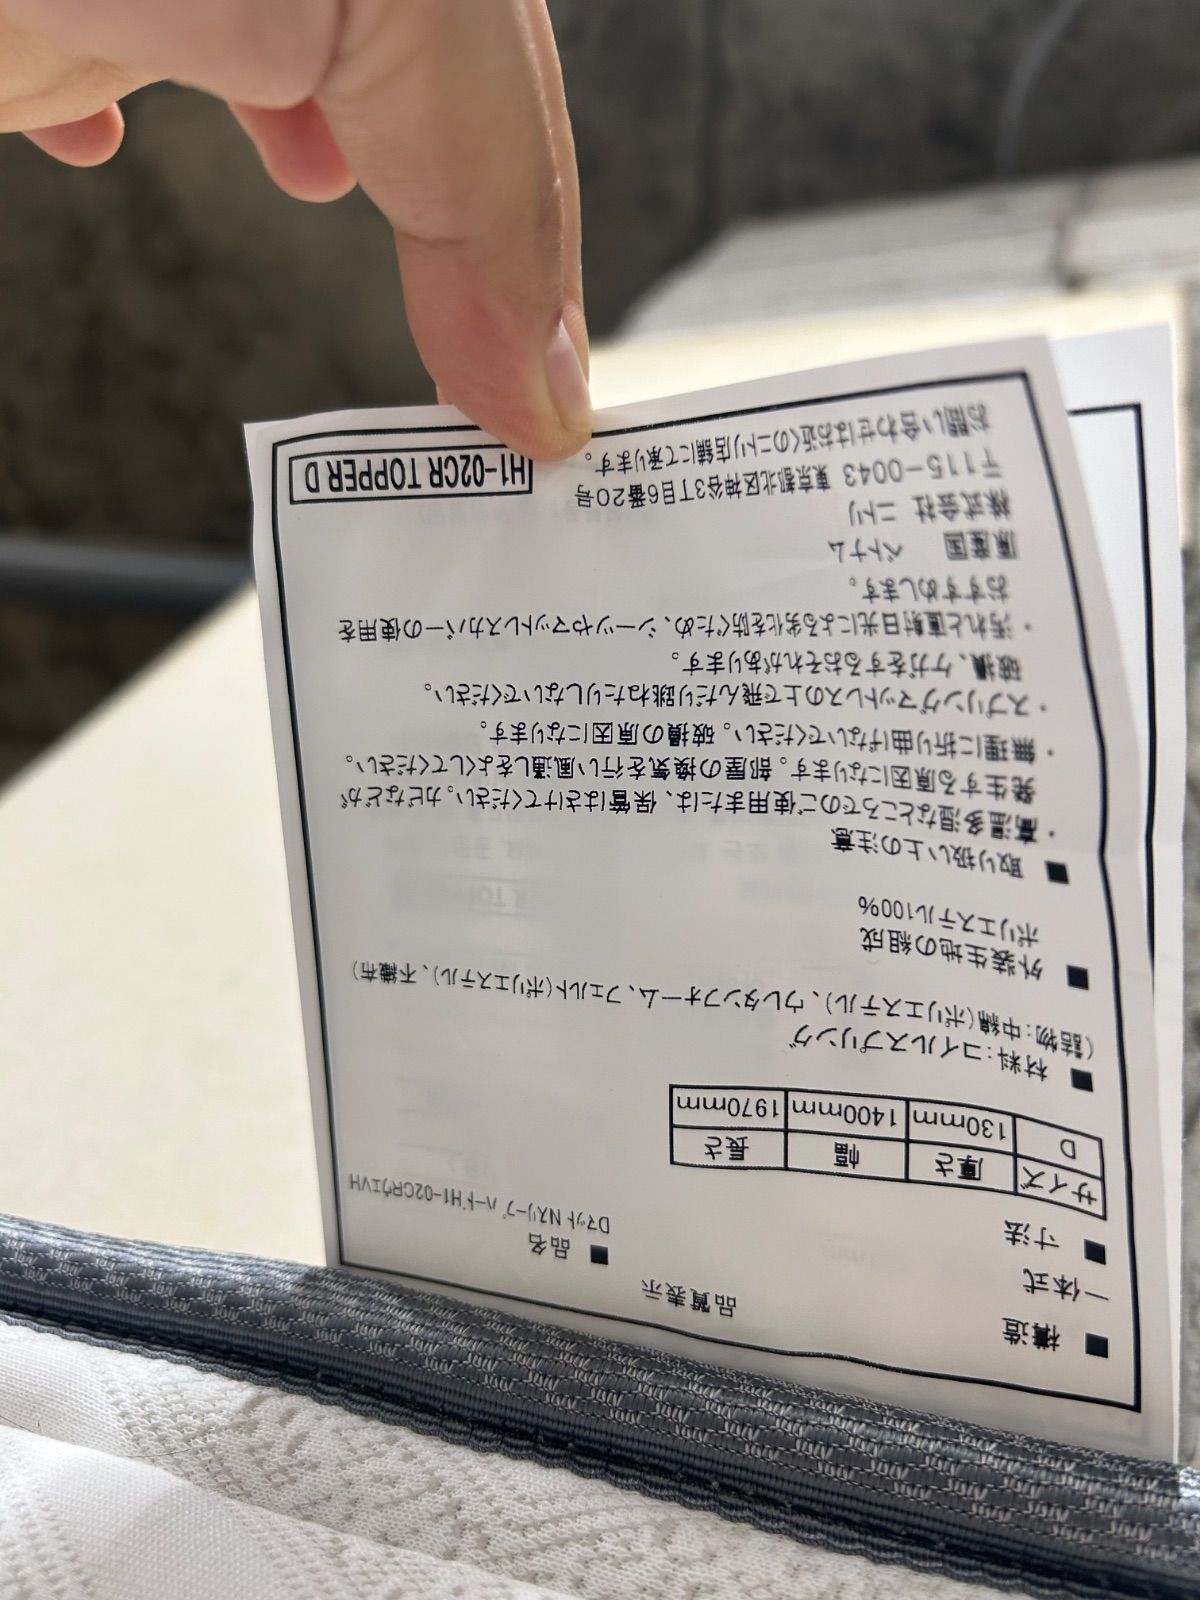 品質表示
■ 品名
Dマット Nスリープ ハードH1-02CRウエVH
■ 構造
一体式
■ 寸法
サイズ 厚さ 幅 長さ
D 130mm 1400mm 1970mm
■ 材料：コイルスプリング
（詰物：中綿（ポリエステル）、ウレタンフォーム、フェルト（ポリエステル）、不織布）
■ 外装生地の組成
ポリエステル100%
■ 取り扱い上の注意
・高温多湿なところでのご使用または、保管はさけてください。カビなどが
発生する原因になります。部屋の換気を行い風通しをよくしてください。
・無理に折り曲げないでください。破損の原因になります。
・スプリングマットレスの上で飛んだり跳ねたりしないでください。
破損、ケガをするおそれがあります。
・汚れと直射日光による劣化を防ぐため、シーツやマットレスカバーの使用を
おすすめします。
原産国 ベトナム
株式会社 ニトリ
〒115-0043 東京都北区神谷3丁目6番20号
お問い合わせはお近くのニトリ店舗にて承ります。
H1-02CR TOPPER D